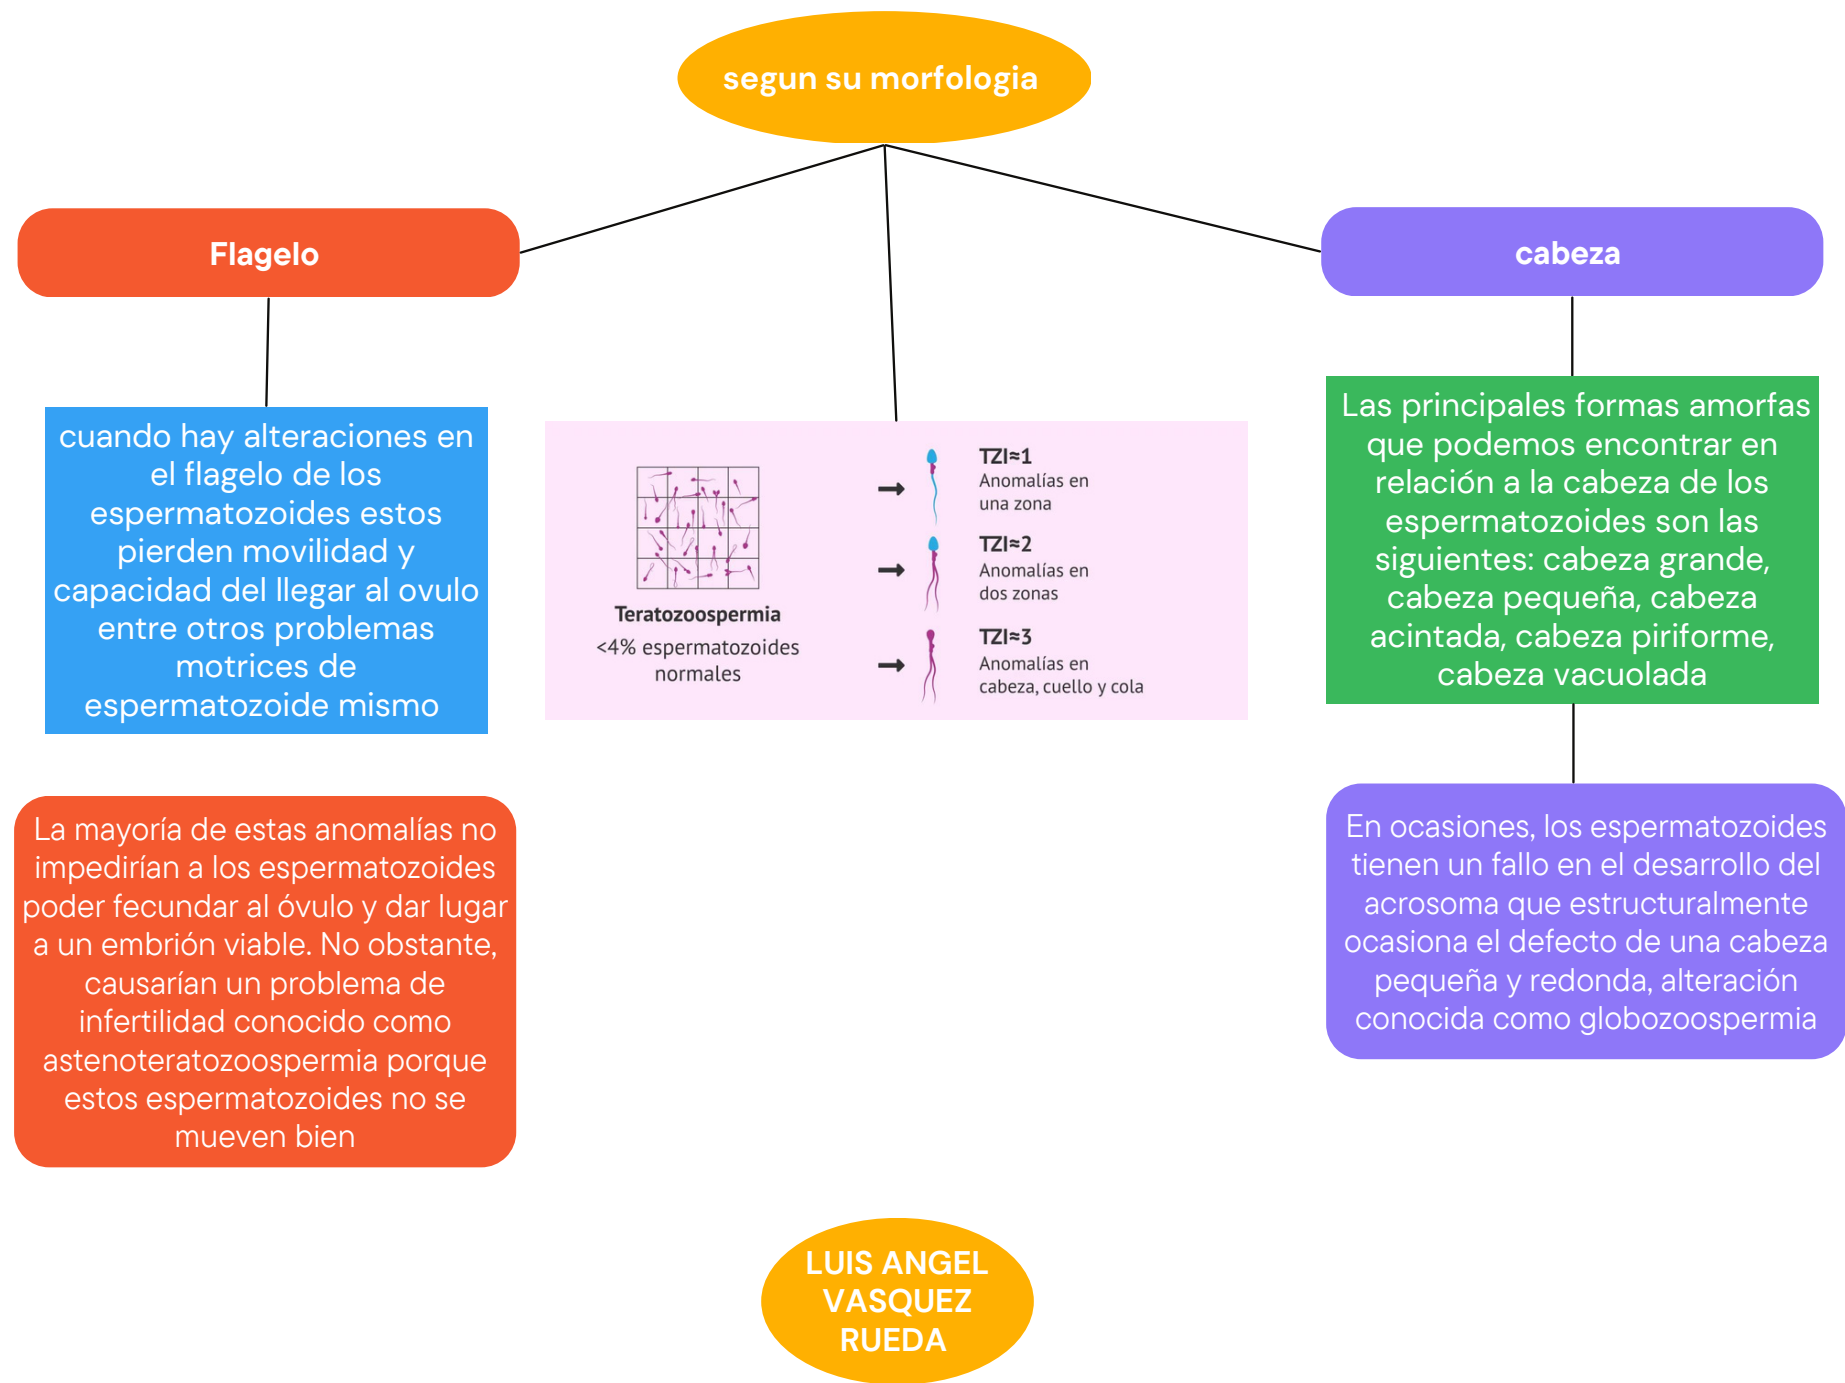 segun su morfologia
Flagelo
cuando hay alteraciones en
el flagelo de los
espermatozoides estos
pierden movilidad y
capacidad del llegar al ovulo
entre otros problemas
motrices de
espermatozoide mismo
La mayoría de estas anomalías no
impedirían a los espermatozoides
poder fecundar al óvulo y dar lugar
a un embrión viable. No obstante,
causarían un problema de
infertilidad conocido como
astenoteratozoospermia porque
estos espermatozoides no se
mueven bien
Teratozoospermia
<4% espermatozoides
normales
TZI≈1
Anomalías en
una zona
TZI≈2
Anomalías en
dos zonas
TZI≈3
Anomalías en
cabeza, cuello y cola
cabeza
Las principales formas amorfas
que podemos encontrar en
relación a la cabeza de los
espermatozoides son las
siguientes: cabeza grande,
cabeza pequeña, cabeza
acintada, cabeza piriforme,
cabeza vacuolada
En ocasiones, los espermatozoides
tienen un fallo en el desarrollo del
acrosoma que estructuralmente
ocasiona el defecto de una cabeza
pequeña y redonda, alteración
conocida como globozoospermia
LUIS ANGEL
VASQUEZ
RUEDA